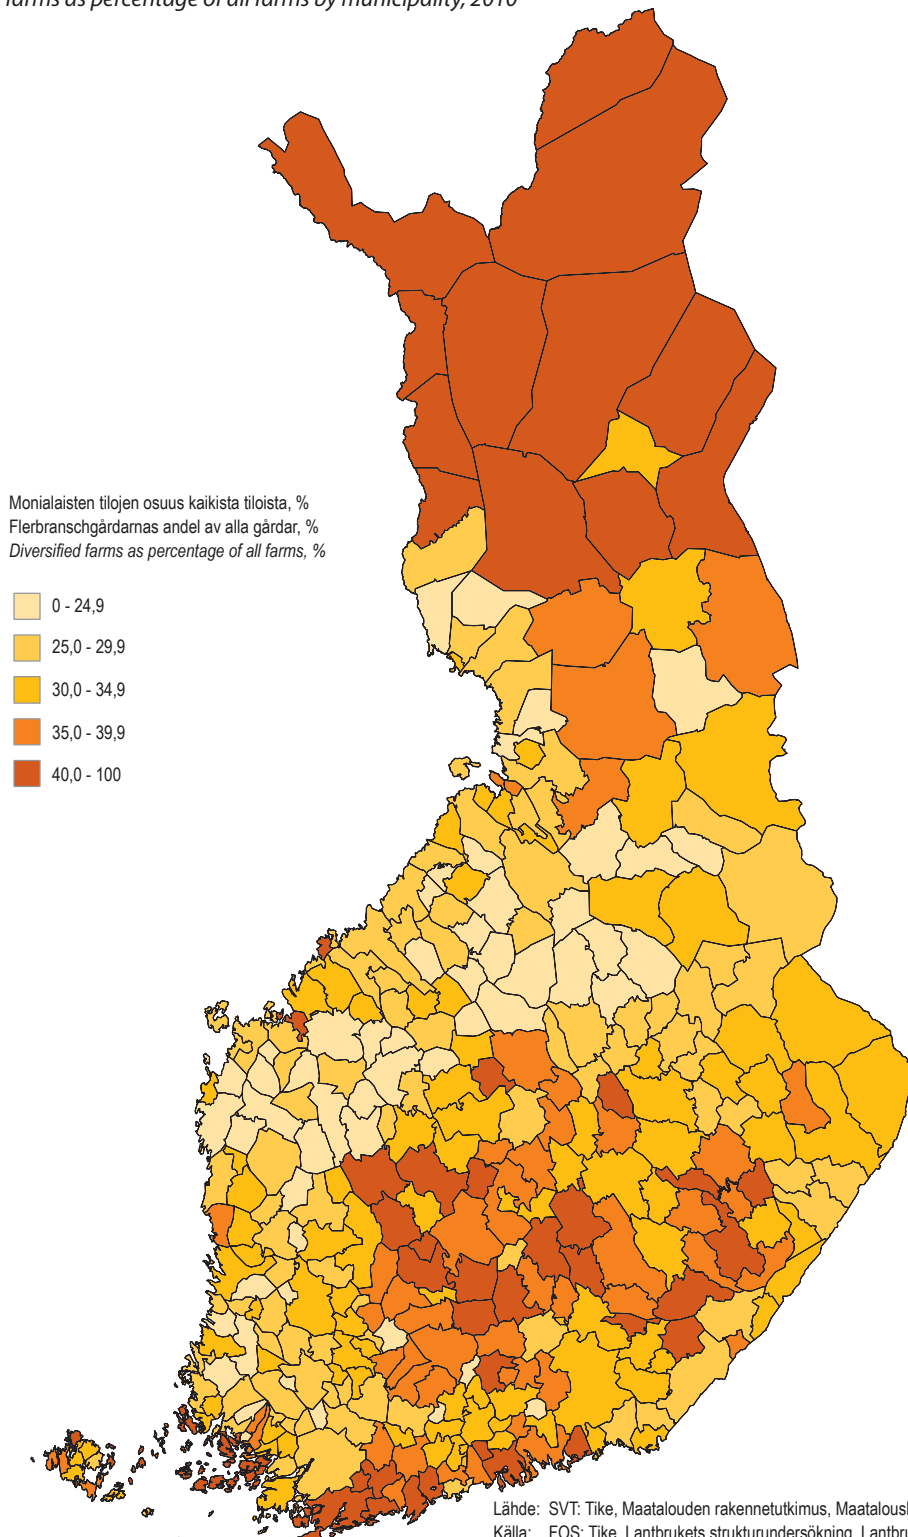 farms as percentage of all farms by municipality, 2010
Monialaisten tilojen osuus kaikista tiloista, %
Flerbranschgårdarnas andel av alla gårdar, %
Diversified farms as percentage of all farms, %
0 - 24,9
25,0 - 29,9
30,0 - 34,9
35,0 - 39,9
40,0 - 100
Lähde: SVT: Tike, Maatalouden rakennetutkimus,
Källa: FOS: Tike, Lantbrukets strukturundersökning,